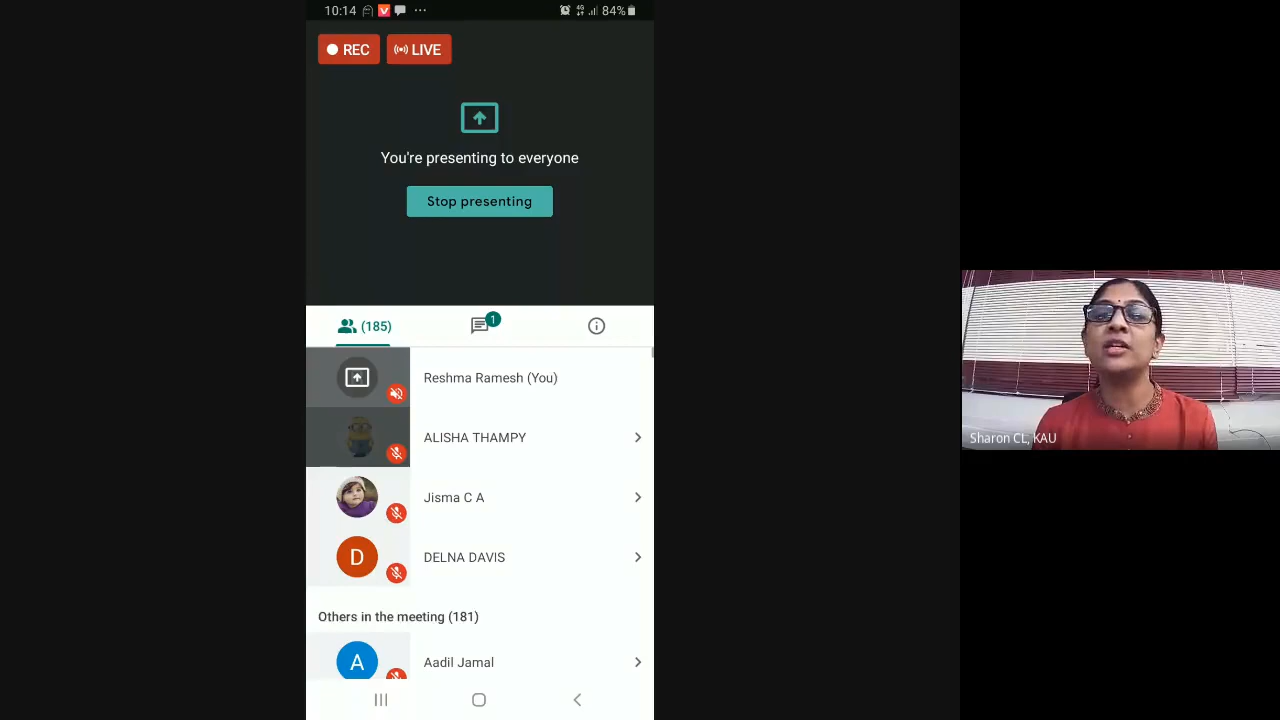 10:14
4G
84%
REC
LIVE
You're presenting to everyone
Stop presenting
(185)
1
Reshma Ramesh (You)
ALISHA THAMPY
Jisma C A
D
DELNA DAVIS
Others in the meeting (181)
A
Aadil Jamal
Sharon CL, KAU